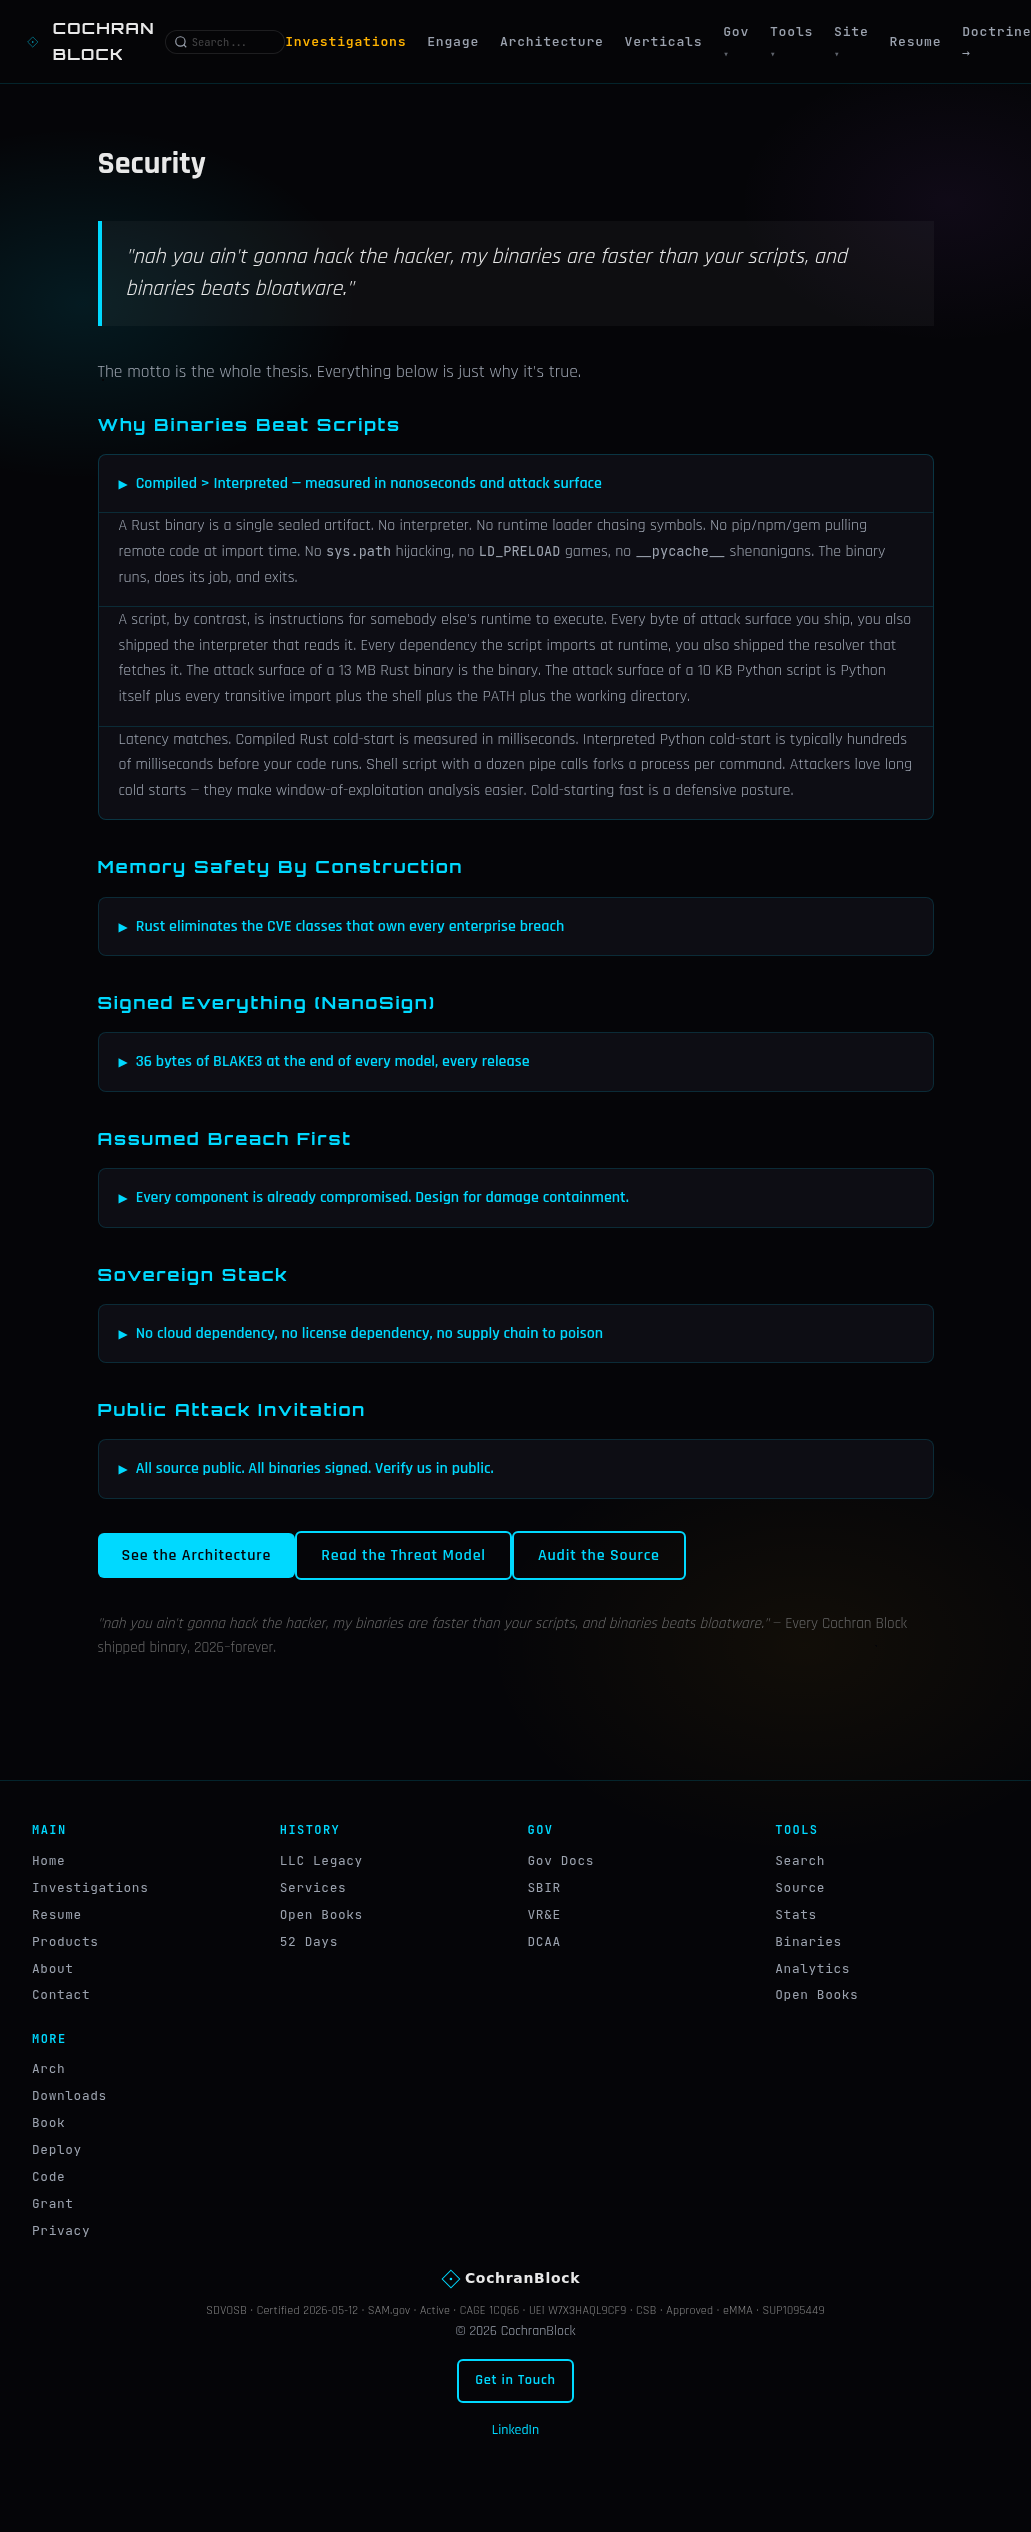 COCHRAN
BLOCK
Search...
Investigations
Engage
Architecture
Verticals
Gov ▾
Tools ▾
Site ▾
Resume
Doctrine →
Security
"nah you ain't gonna hack the hacker, my binaries are faster than your scripts, and
binaries beats bloatware."
The motto is the whole thesis. Everything below is just why it's true.
Why Binaries Beat Scripts
▶ Compiled > Interpreted — measured in nanoseconds and attack surface
A Rust binary is a single sealed artifact. No interpreter. No runtime loader chasing symbols. No pip/npm/gem pulling
remote code at import time. No sys.path hijacking, no LD_PRELOAD games, no __pycache__ shenanigans. The binary
runs, does its job, and exits.
A script, by contrast, is instructions for somebody else's runtime to execute. Every byte of attack surface you ship, you also
shipped the interpreter that reads it. Every dependency the script imports at runtime, you also shipped the resolver that
fetches it. The attack surface of a 13 MB Rust binary is the binary. The attack surface of a 10 KB Python script is Python
itself plus every transitive import plus the shell plus the PATH plus the working directory.
Latency matches. Compiled Rust cold-start is measured in milliseconds. Interpreted Python cold-start is typically hundreds
of milliseconds before your code runs. Shell script with a dozen pipe calls forks a process per command. Attackers love long
cold starts — they make window-of-exploitation analysis easier. Cold-starting fast is a defensive posture.
Memory Safety By Construction
▶ Rust eliminates the CVE classes that own every enterprise breach
Signed Everything (NanoSign)
▶ 36 bytes of BLAKE3 at the end of every model, every release
Assumed Breach First
▶ Every component is already compromised. Design for damage containment.
Sovereign Stack
▶ No cloud dependency, no license dependency, no supply chain to poison
Public Attack Invitation
▶ All source public. All binaries signed. Verify us in public.
See the Architecture
Read the Threat Model
Audit the Source
"nah you ain't gonna hack the hacker, my binaries are faster than your scripts, and binaries beats bloatware." — Every Cochran Block
shipped binary, 2026–forever.
MAIN
Home
Investigations
Resume
Products
About
Contact
HISTORY
LLC Legacy
Services
Open Books
52 Days
GOV
Gov Docs
SBIR
VR&E
DCAA
TOOLS
Search
Source
Stats
Binaries
Analytics
Open Books
MORE
Arch
Downloads
Book
Deploy
Code
Grant
Privacy
CochranBlock
SDVOSB · Certified 2026-05-12 · SAM.gov · Active · CAGE 1CQ66 · UEI W7X3HAQL9CF9 · CSB · Approved · eMMA · SUP1095449
© 2026 CochranBlock
Get in Touch
LinkedIn